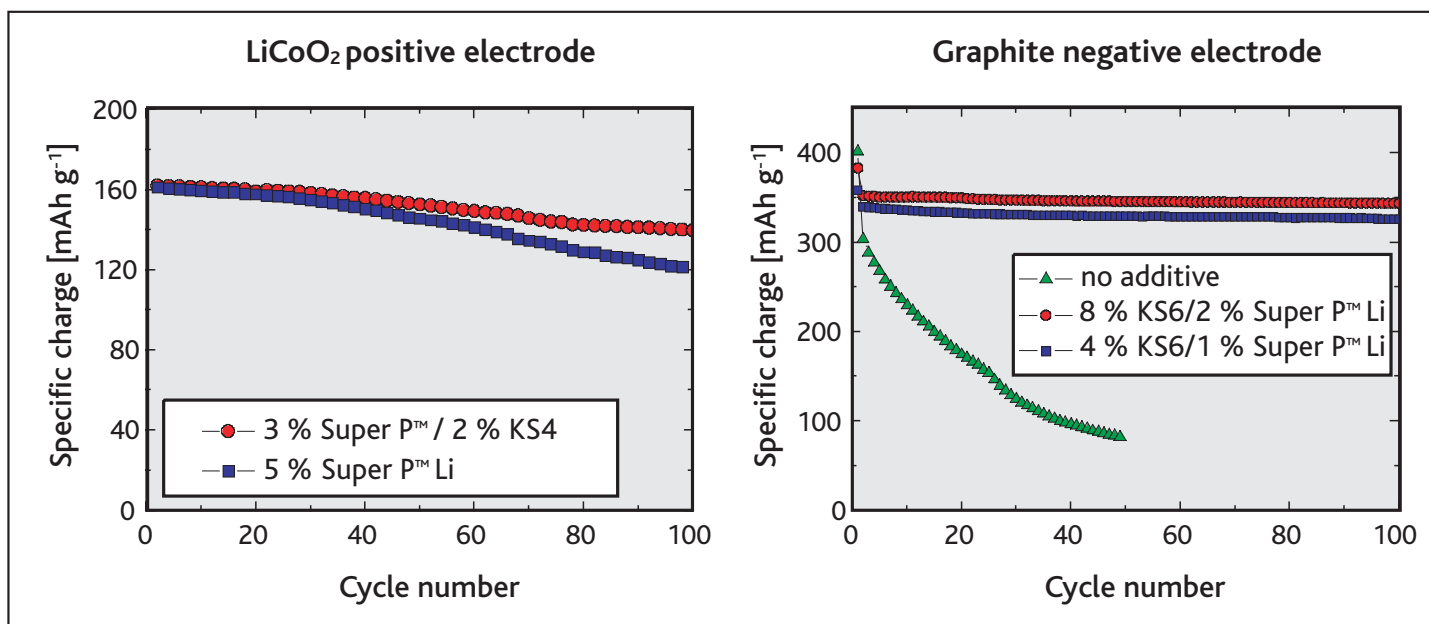 LiCoO₂ positive electrode
Specific charge [mAh g⁻¹]
200
160
120
80
40
0
0 20 40 60 80 100
Cycle number
3 % Super P™ / 2 % KS4
5 % Super P™ Li
Graphite negative electrode
Specific charge [mAh g⁻¹]
400
300
200
100
0
0 20 40 60 80 100
Cycle number
no additive
8 % KS6/2 % Super P™ Li
4 % KS6/1 % Super P™ Li